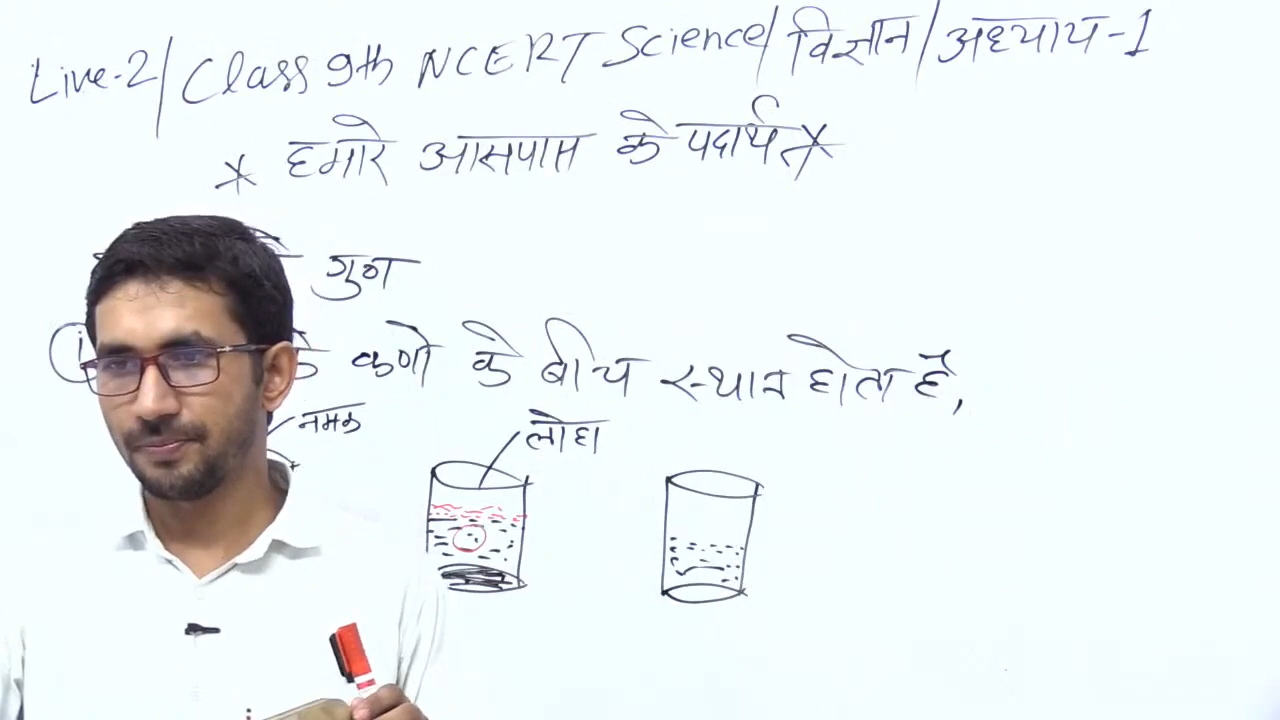 Live-2/Class 9th NCERT Science/विज्ञान/अध्याय-1
* हमारे आसपास के पदार्थ *
गुण
(i) के कणो के बीच स्थान होता है,
नमक
लोहा